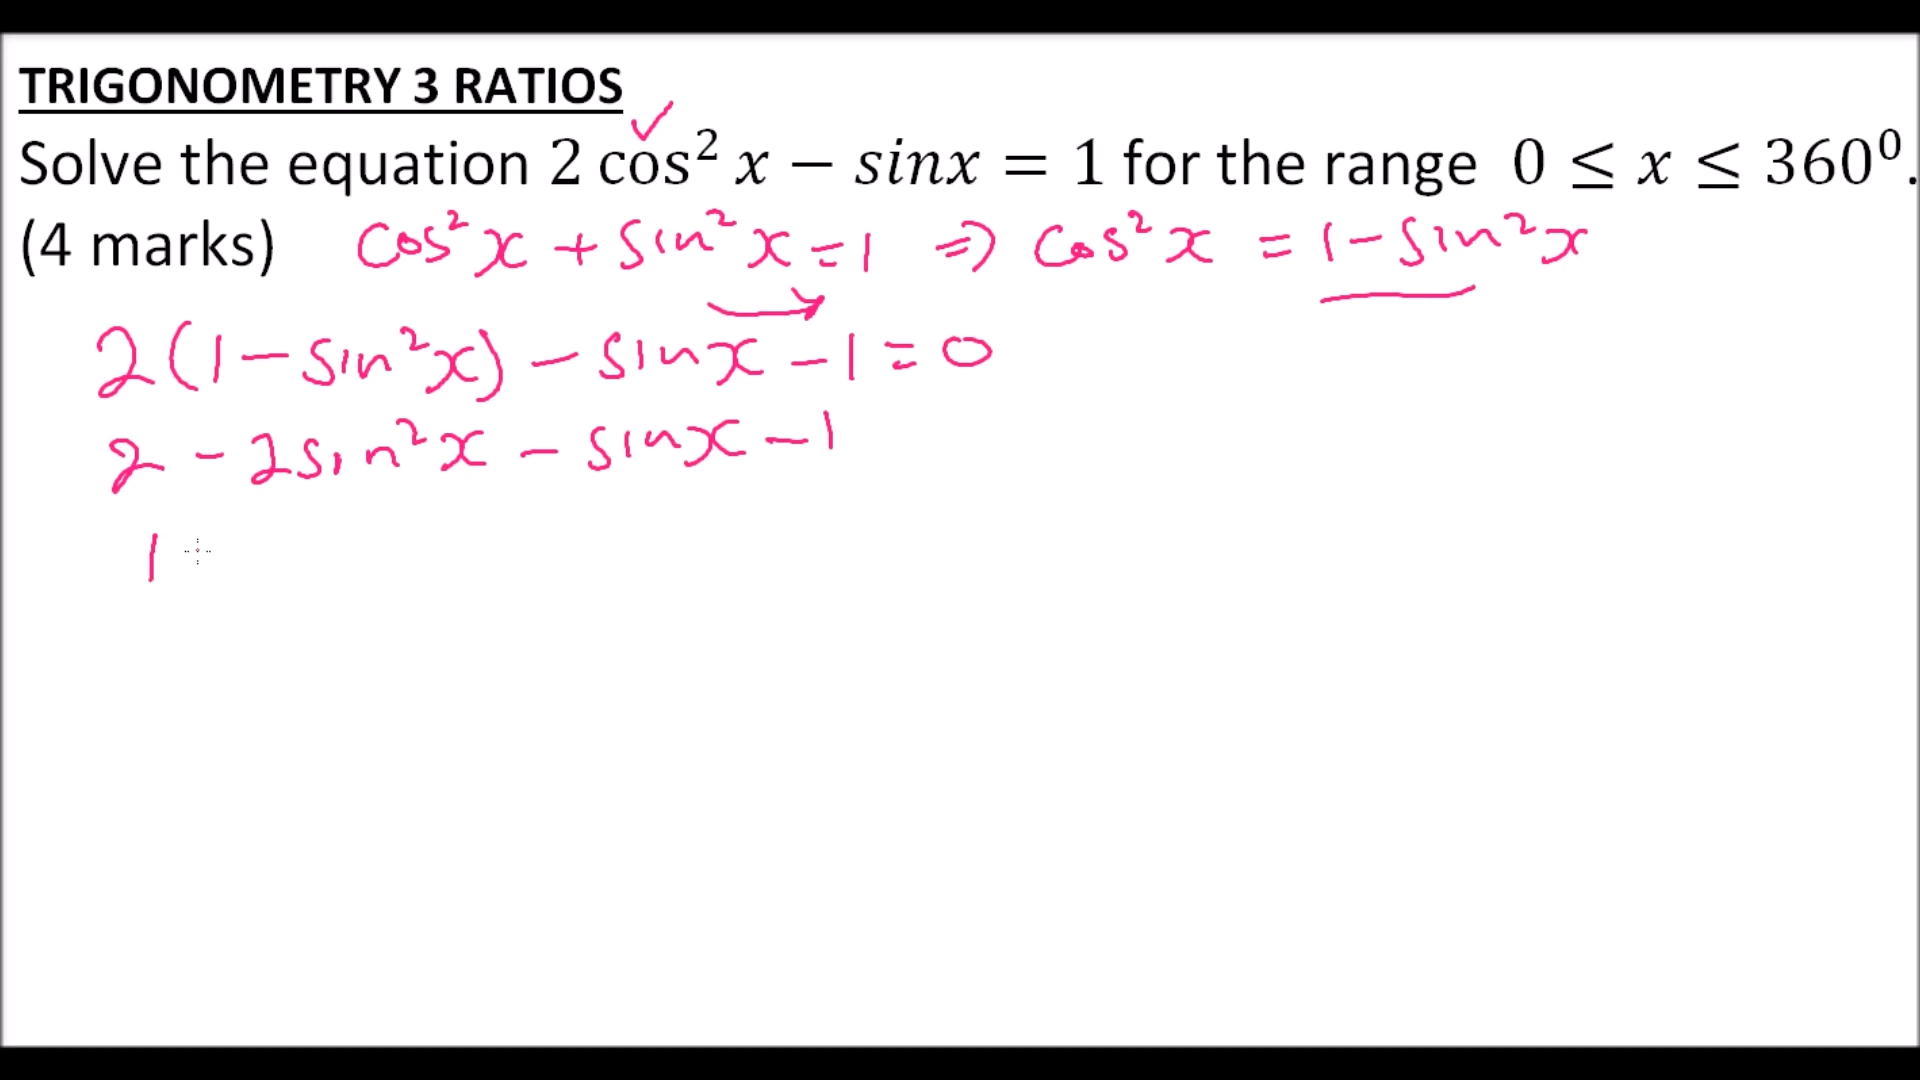 TRIGONOMETRY 3 RATIOS
Solve the equation 2 cos² x − sinx = 1 for the range 0 ≤ x ≤ 360⁰.
(4 marks) cos²x + sin²x = 1 ⇒ cos²x = 1 − sin²x
2(1 − sin²x) − sinx − 1 = 0
2 − 2sin²x − sinx − 1
1